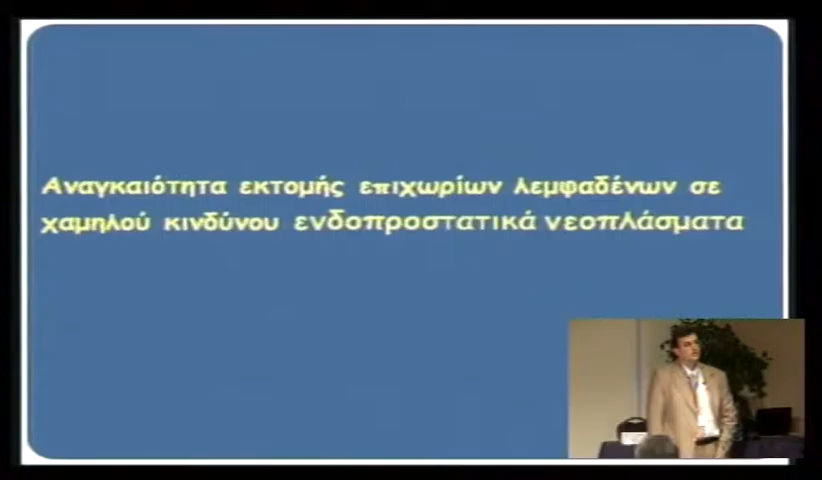 Αναγκαιότητα εκτομής επιχωρίων λεμφαδένων σε
χαμηλού κινδύνου ενδοπροστατικά νεοπλάσματα